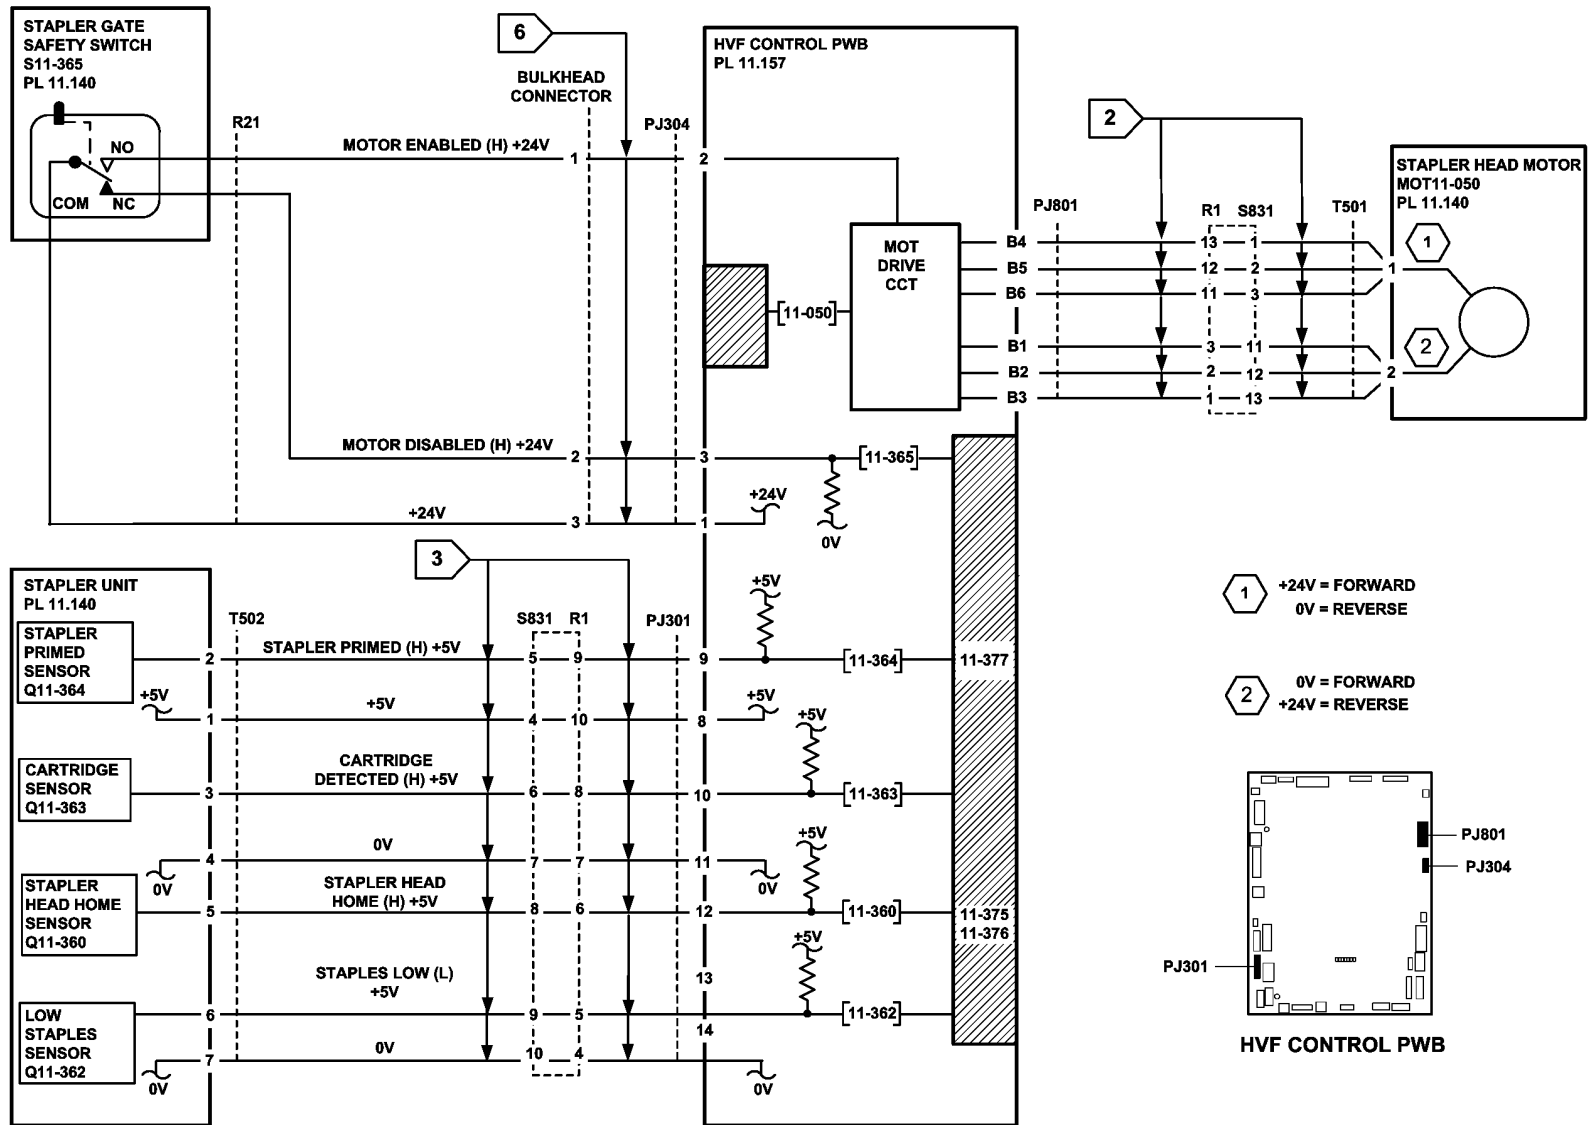 STAPLER GATE
SAFETY SWITCH
S11-365
PL 11.140
NO
COM
NC
R21
6
BULKHEAD
CONNECTOR
PJ304
MOTOR ENABLED (H) +24V
1
2
MOTOR DISABLED (H) +24V
2
3
+24V
3
1
HVF CONTROL PWB
PL 11.157
MOT
DRIVE
CCT
11-050
11-365
+24V
0V
B4
B5
B6
B1
B2
B3
PJ801
2
R1
S831
T501
13
1
12
2
11
3
3
11
2
12
1
13
1
2
STAPLER HEAD MOTOR
MOT11-050
PL 11.140
1
2
3
STAPLER UNIT
PL 11.140
STAPLER
PRIMED
SENSOR
Q11-364
+5V
CARTRIDGE
SENSOR
Q11-363
0V
STAPLER
HEAD HOME
SENSOR
Q11-360
LOW
STAPLES
SENSOR
Q11-362
0V
T502
S831
R1
PJ301
2
STAPLER PRIMED (H) +5V
5
9
9
+5V
11-364
11-377
1
+5V
4
10
8
+5V
3
CARTRIDGE
DETECTED (H) +5V
6
8
10
+5V
11-363
4
0V
7
7
11
0V
5
STAPLER HEAD
HOME (H) +5V
8
6
12
+5V
11-360
11-375
11-376
13
6
STAPLES LOW (L)
+5V
9
5
14
+5V
11-362
7
0V
10
4
0V
1
+24V = FORWARD
0V = REVERSE
2
0V = FORWARD
+24V = REVERSE
PJ801
PJ304
PJ301
HVF CONTROL PWB